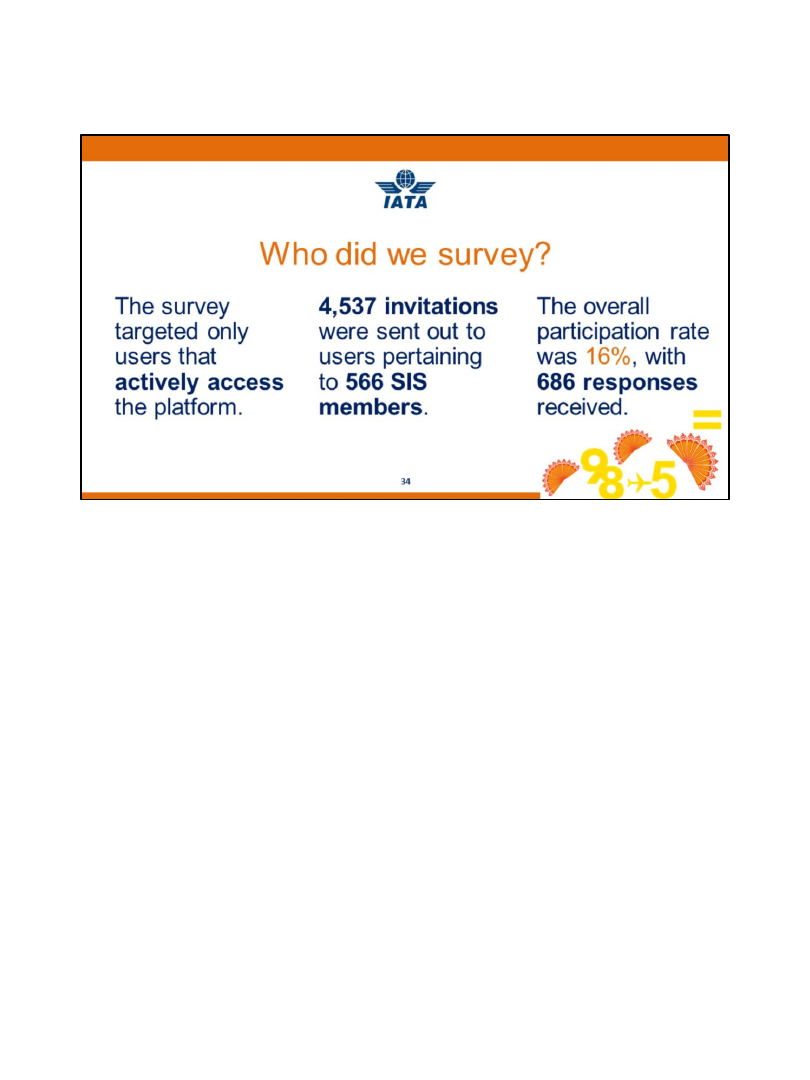 IATA
Who did we survey?
The survey
targeted only
users that
actively access
the platform.
4,537 invitations
were sent out to
users pertaining
to 566 SIS
members.
The overall
participation rate
was 16%, with
686 responses
received.
=
98✈5
34